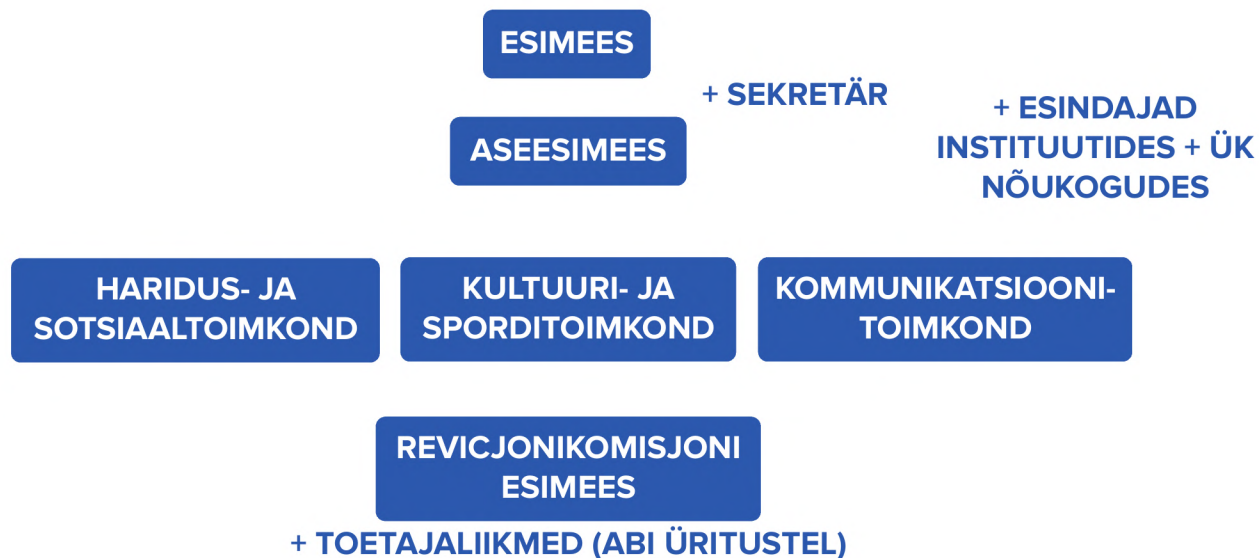 ESIMEES
+ SEKRETÄR
ASEESIMEES
+ ESINDAJAD
INSTITUUTIDES + ÜK
NÕUKOGUDES
HARIDUS- JA
SOTSIAALTOIMKOND
KULTUURI- JA
SPORDITOIMKOND
KOMMUNIKATSIOONI-
TOIMKOND
REVICJONIKOMISJONI
ESIMEES
+ TOETAJALIIKMED (ABI ÜRITUSTEL)